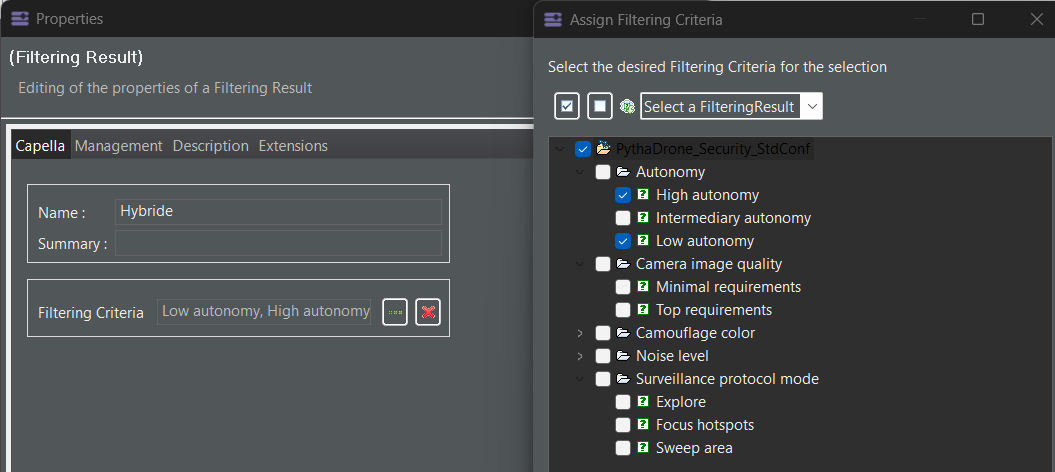 Properties
(Filtering Result)
Editing of the properties of a Filtering Result
Capella Management Description Extensions
Name : Hybride
Summary :
Filtering Criteria Low autonomy, High autonomy
Assign Filtering Criteria
Select the desired Filtering Criteria for the selection
Select a FilteringResult
PythaDrone_Security_StdConf
Autonomy
High autonomy
Intermediary autonomy
Low autonomy
Camera image quality
Minimal requirements
Top requirements
Camouflage color
Noise level
Surveillance protocol mode
Explore
Focus hotspots
Sweep area